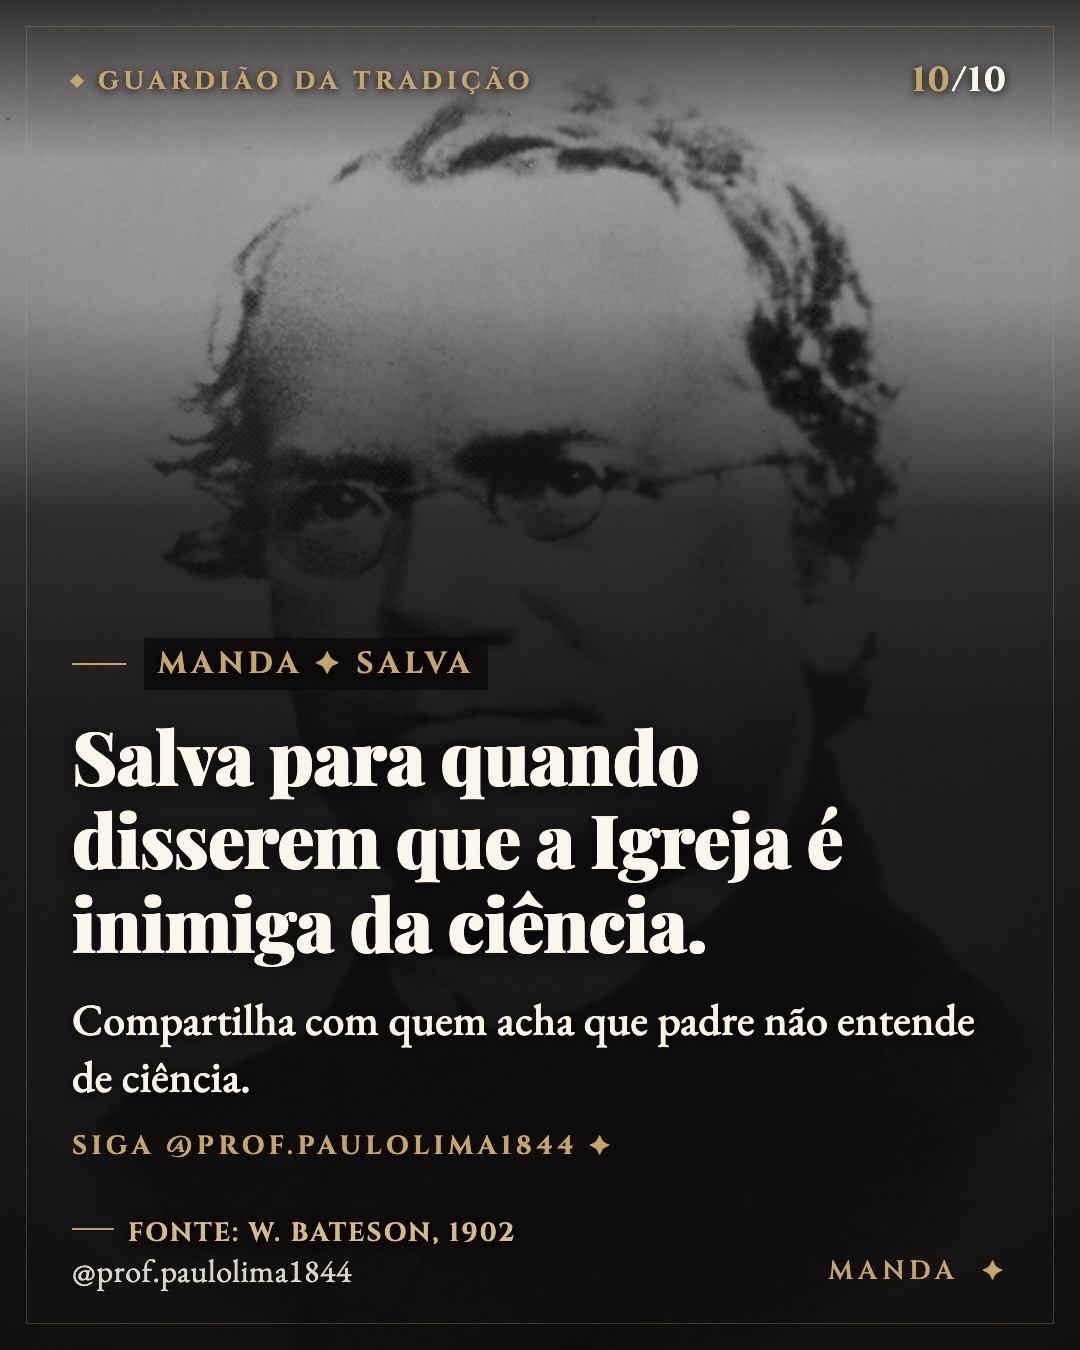 ◆ GUARDIÃO DA TRADIÇÃO
10/10
MANDA ✦ SALVA
Salva para quando
disserem que a Igreja é
inimiga da ciência.
Compartilha com quem acha que padre não entende
de ciência.
SIGA @PROF.PAULOLIMA1844 ✦
FONTE: W. BATESON, 1902
@prof.paulolima1844
MANDA ✦